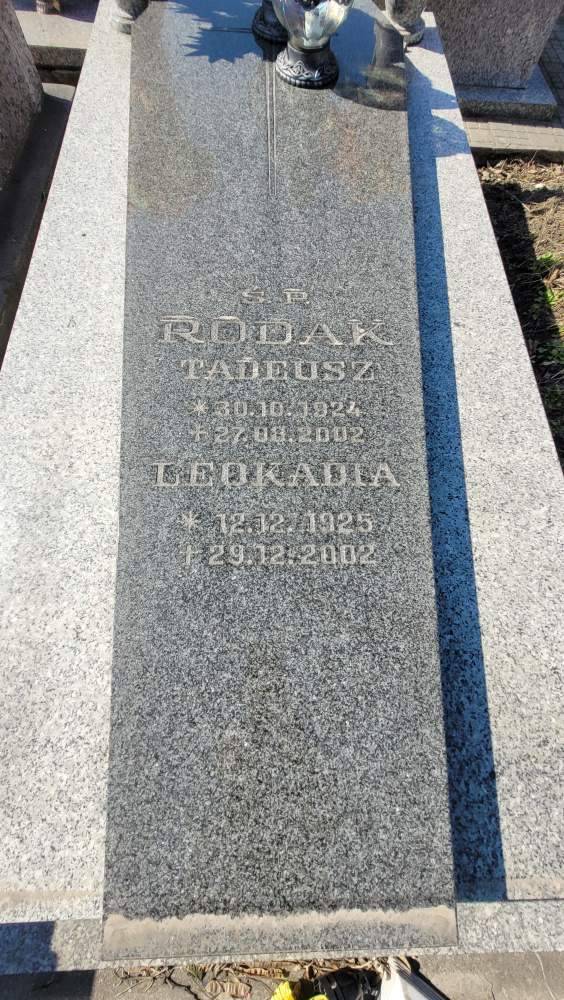 Ś.P.
RODAK
TADEUSZ
* 30.10.1924
+ 27.08.2002
LEOKADIA
* 12.12.1925
+ 29.12.2002